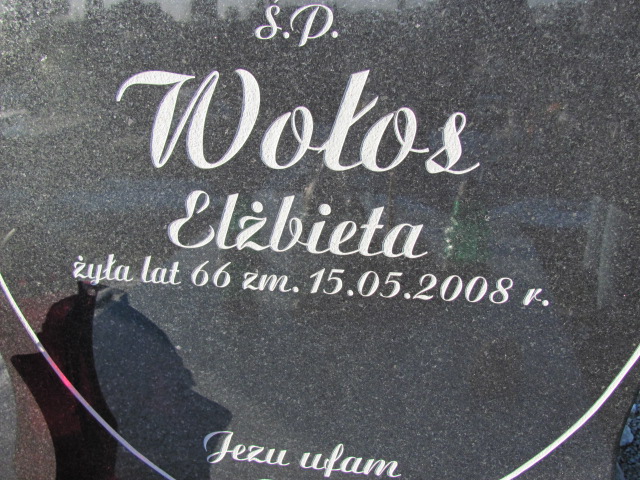 Ś.P.
Wołos
Elżbieta
żyła lat 66 zm. 15.05.2008 r.
Jezu ufam